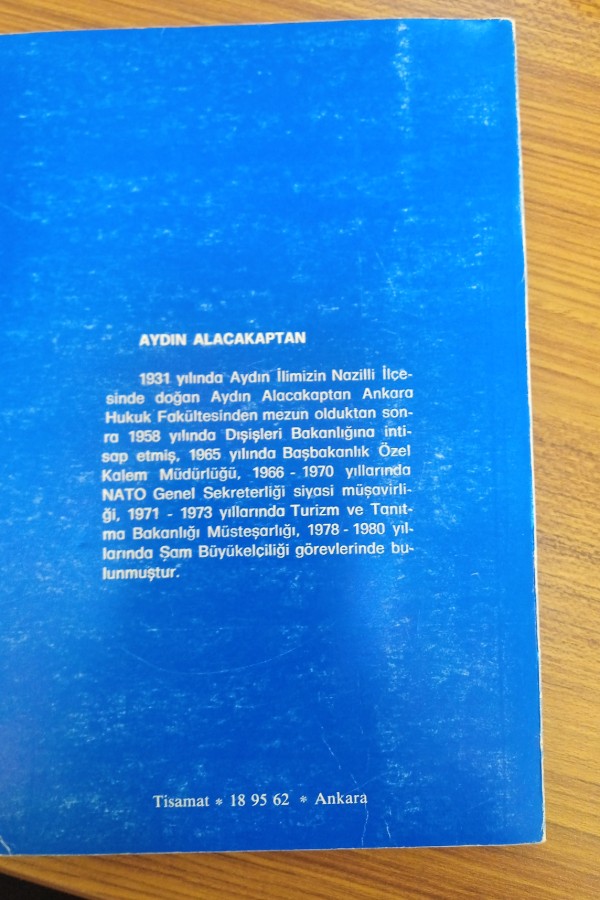 AYDIN ALACAKAPTAN
1931 yılında Aydın İlimizin Nazilli İlçe-
sinde doğan Aydın Alacakaptan Ankara
Hukuk Fakültesinden mezun olduktan son-
ra 1958 yılında Dışişleri Bakanlığına inti-
sap etmiş, 1965 yılında Başbakanlık Özel
Kalem Müdürlüğü, 1966 - 1970 yıllarında
NATO Genel Sekreterliği siyasi müşavirli-
ği, 1971 - 1973 yıllarında Turizm ve Tanıt-
ma Bakanlığı Müsteşarlığı, 1978 - 1980 yıl-
larında Şam Büyükelçiliği görevlerinde bu-
lunmuştur.
Tisamat * 18 95 62 * Ankara